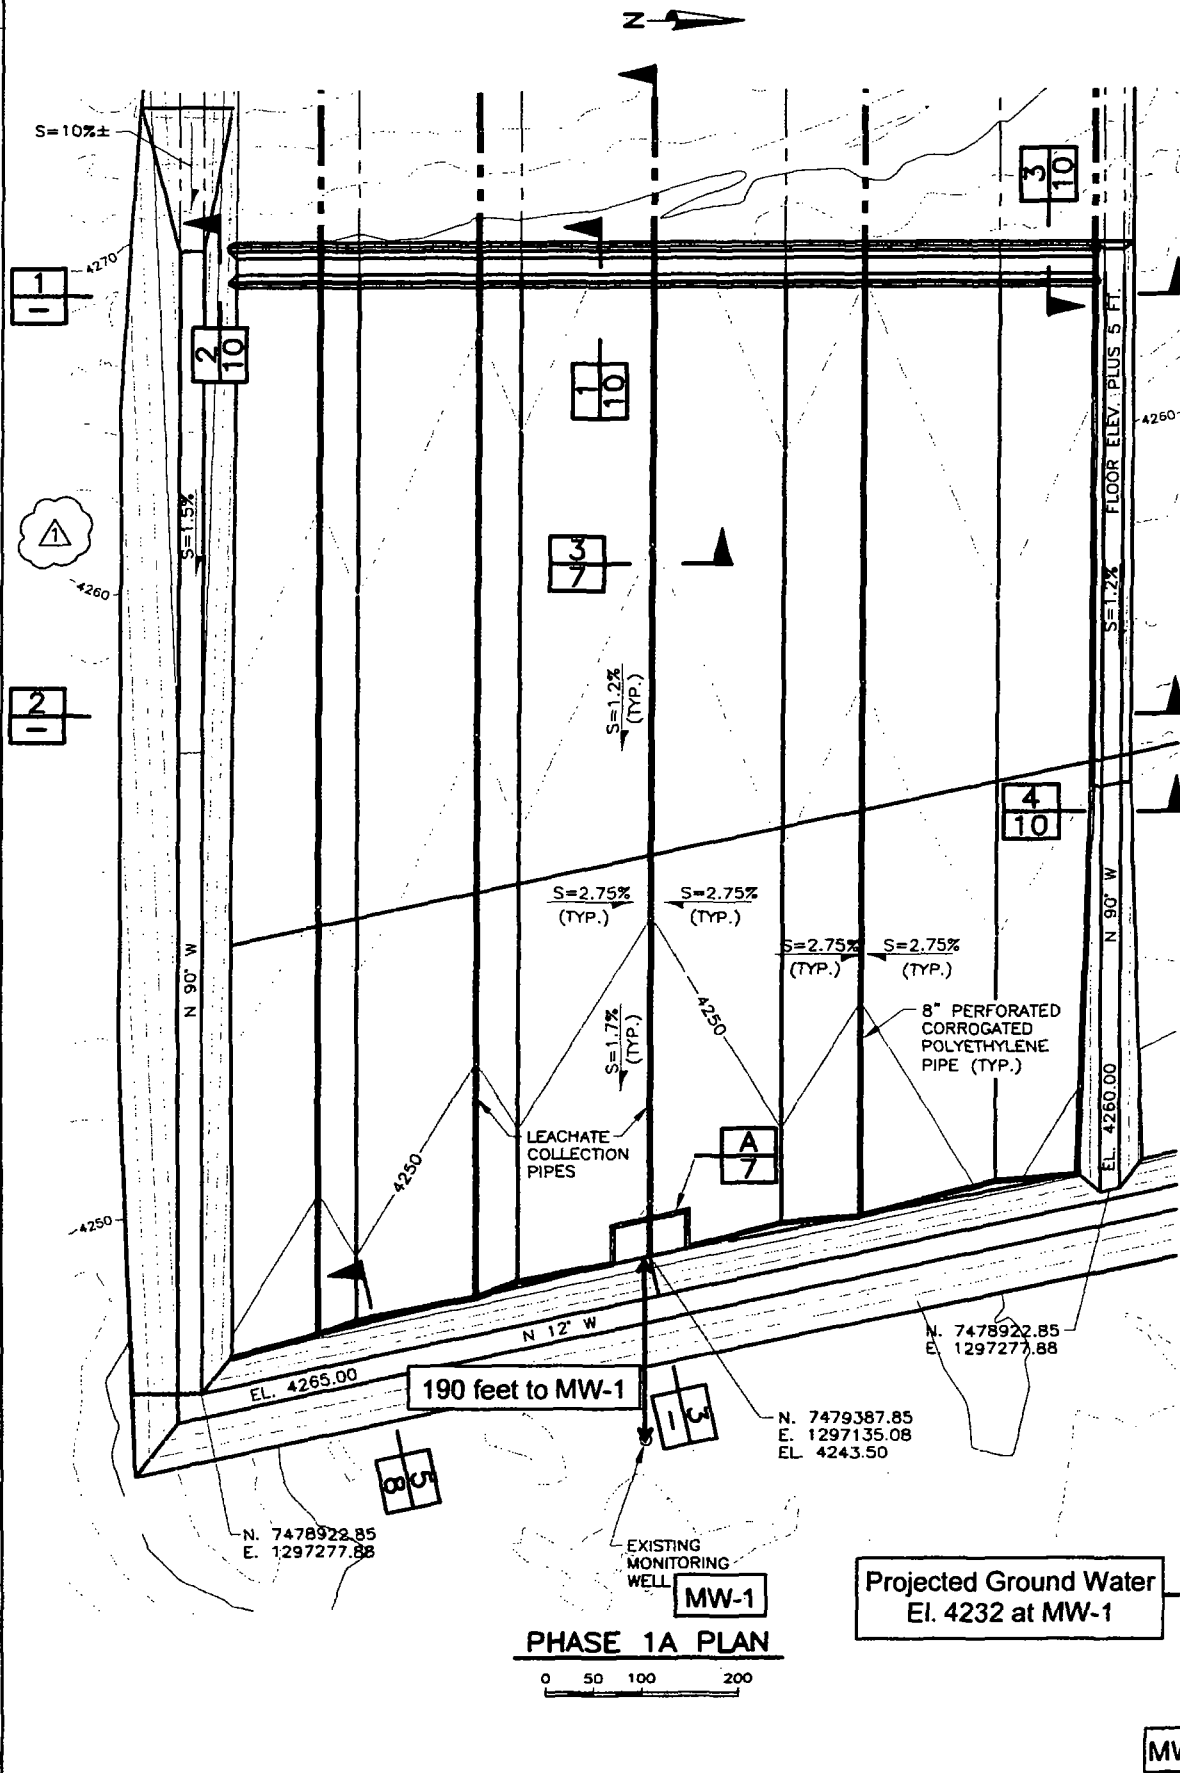 N
S=10%±
3
10
4270
1
–
2
10
FLOOR ELEV. PLUS 5 FT.
1
10
4260
S=1.5%
1
3
7
4260
S=1.2%
S=1.2%
(TYP.)
2
–
4
10
S=2.75%
(TYP.)
S=2.75%
(TYP.)
N 90° W
N 90° W
S=2.75%
(TYP.)
S=2.75%
(TYP.)
4250
8" PERFORATED
CORROGATED
POLYETHYLENE
PIPE (TYP.)
S=1.7%
(TYP.)
EL. 4260.00
LEACHATE
COLLECTION
PIPES
A
7
4250
4250
N 12° W
N. 7478922.85
E. 1297277.88
EL. 4265.00
190 feet to MW-1
3
–
N. 7479387.85
E. 1297135.08
EL. 4243.50
5
8
N. 7478922.85
E. 1297277.88
EXISTING
MONITORING
WELL
MW-1
Projected Ground Water
El. 4232 at MW-1
PHASE 1A PLAN
0 50 100 200